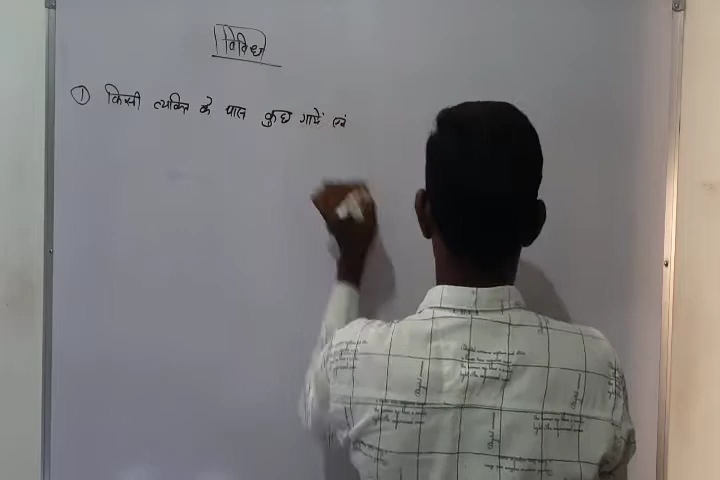 विविध
① किसी व्यक्ति के पास कुछ गायें एवं